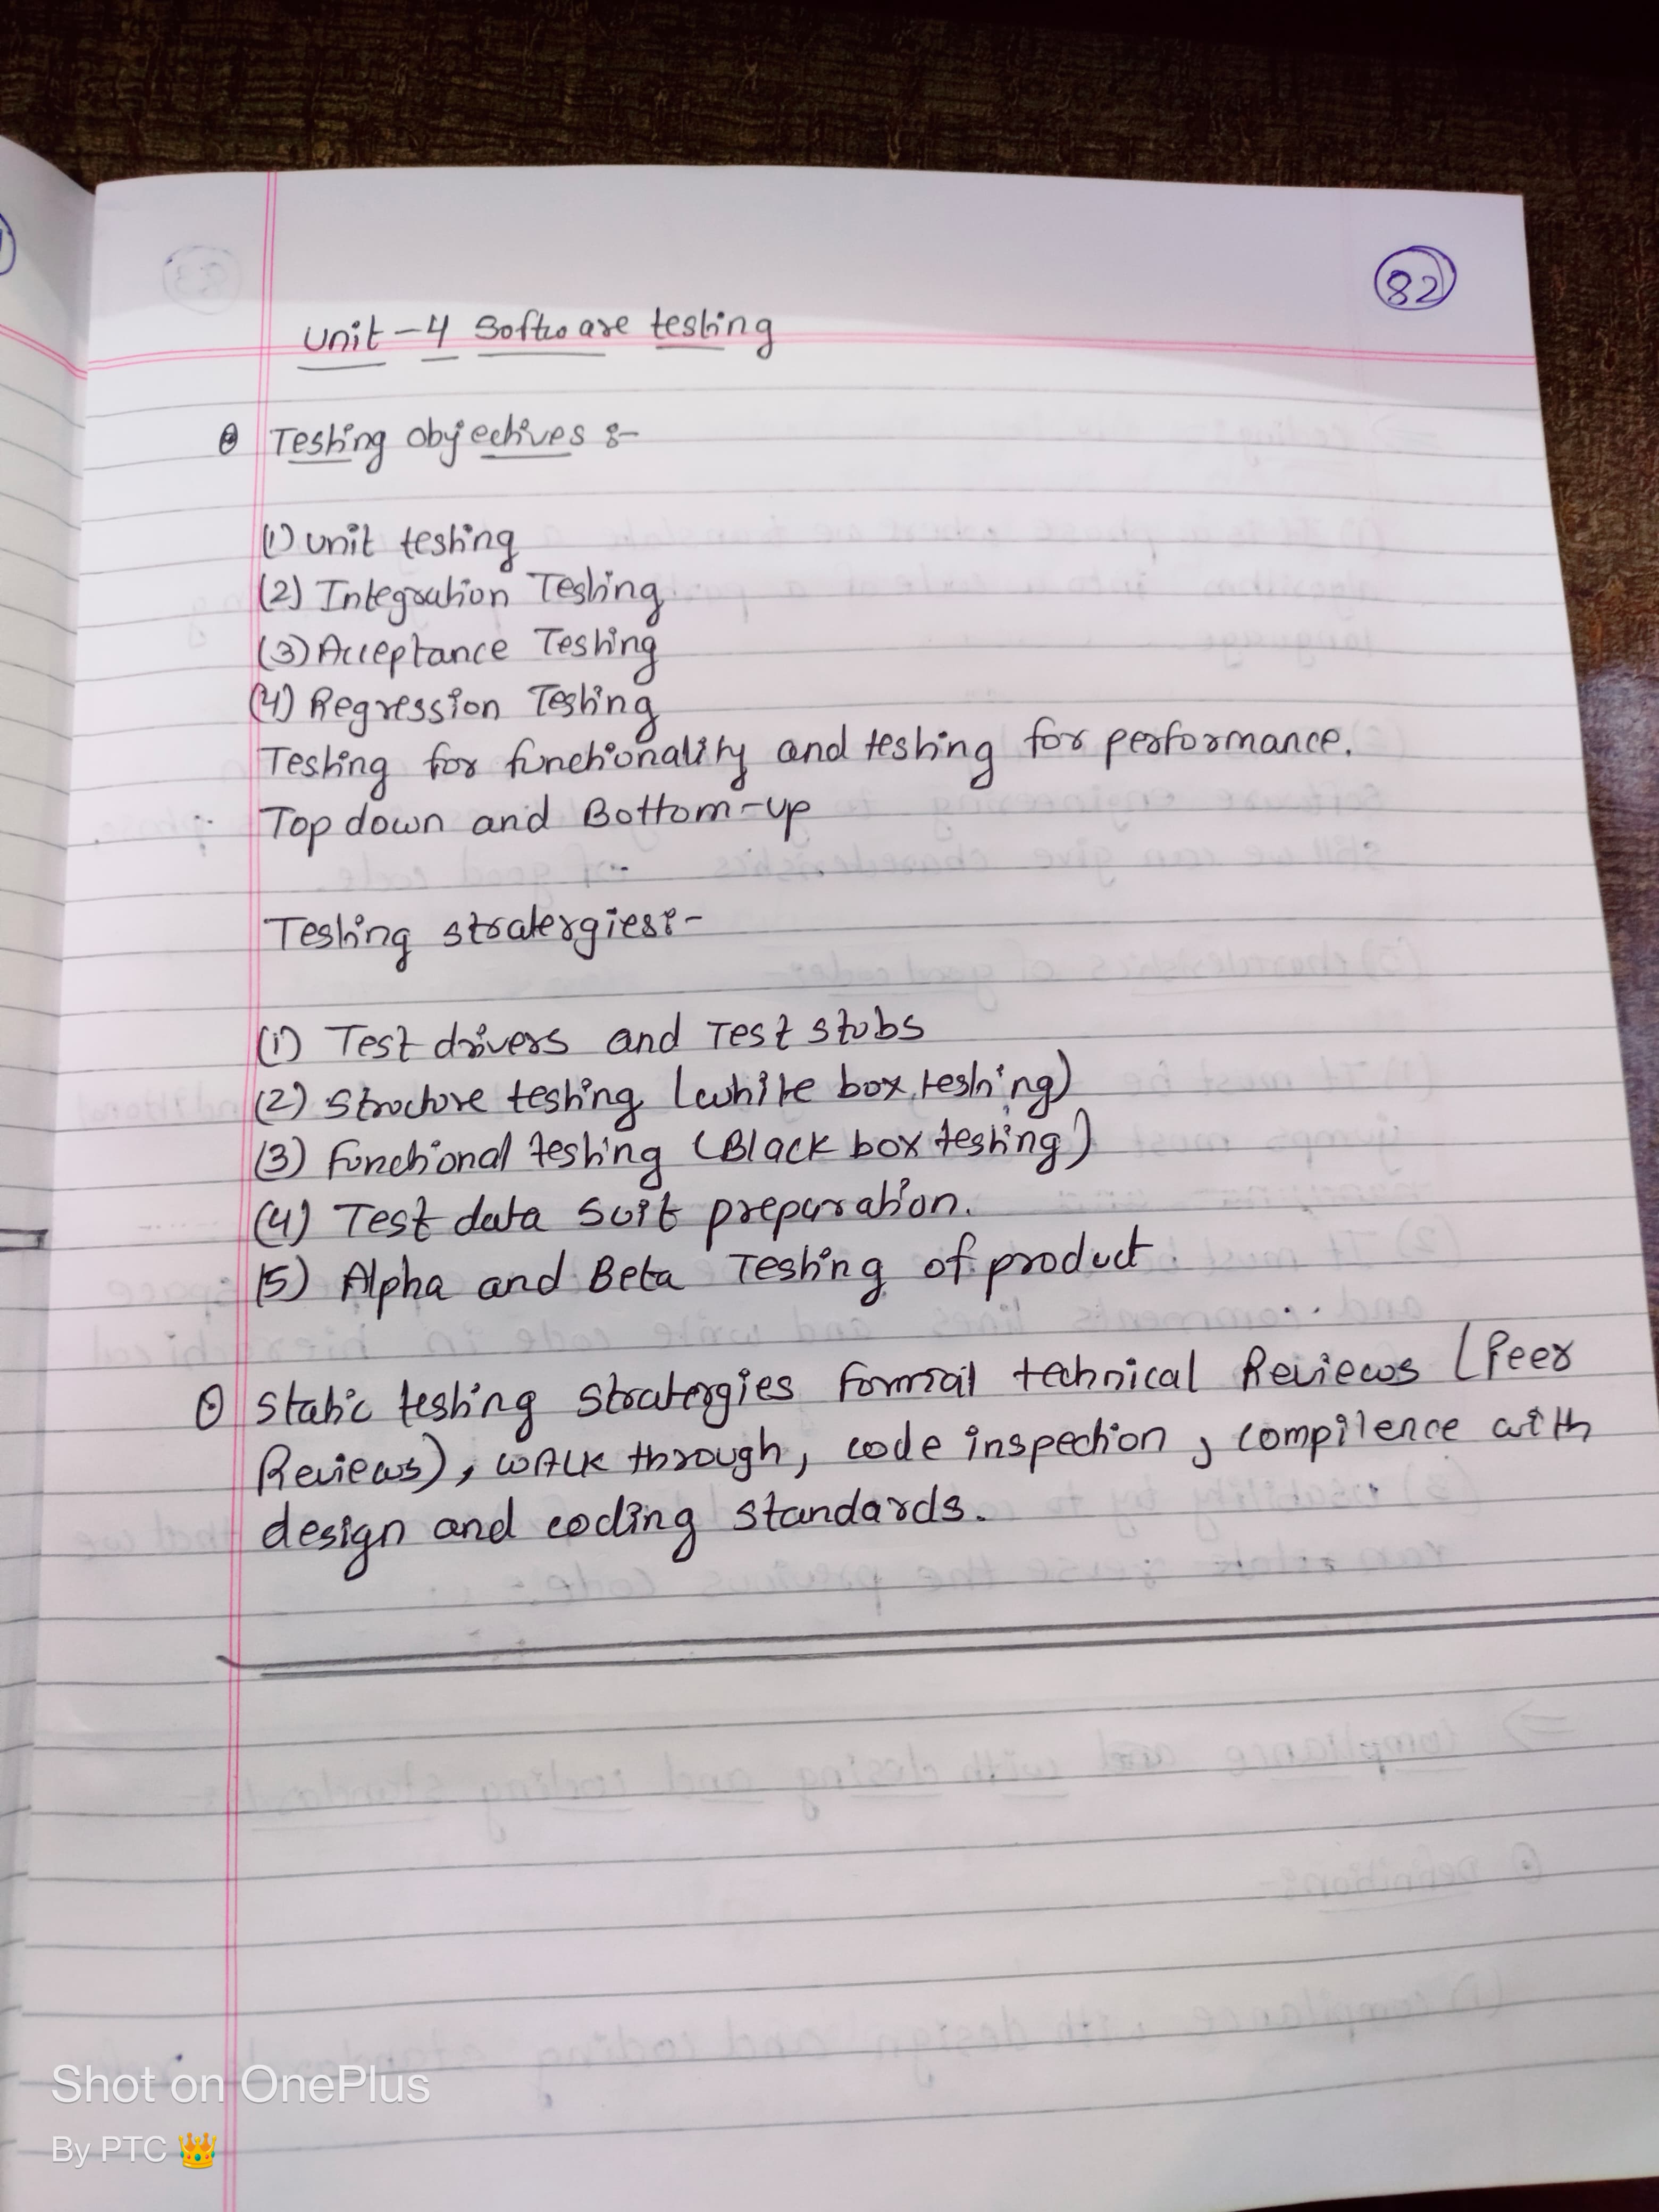 82
Unit - 4 Software testing
Testing objectives :-
(1) unit testing
(2) Integration Testing
(3) Acceptance Testing
(4) Regression Testing
Testing for functionality and testing for performance.
Top down and Bottom-up
Testing stratergies:-
(1) Test drivers and Test stubs
(2) Structure testing (white box testing)
(3) functional testing (Black box testing)
(4) Test data suit preparation.
(5) Alpha and Beta Testing of product.
Static testing stratergies formal technical Reviews (Peer
Reviews), walk through, code inspection, compilence with
design and coding standards.
Shot on OnePlus
By PTC 👑